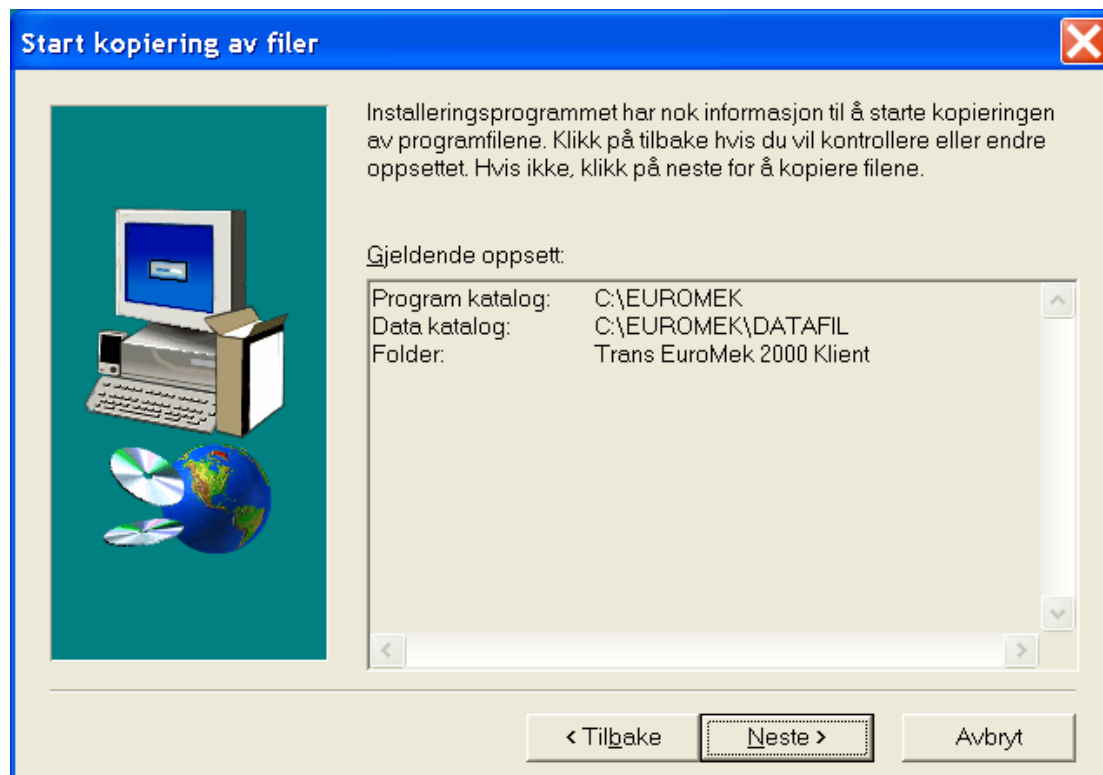 Start kopiering av filer
Installeringsprogrammet har nok informasjon til å starte kopieringen
av programfilene. Klikk på tilbake hvis du vil kontrollere eller endre
oppsettet. Hvis ikke, klikk på neste for å kopiere filene.
Gjeldende oppsett:
Program katalog: C:\EUROMEK
Data katalog: C:\EUROMEK\DATAFIL
Folder: Trans EuroMek 2000 Klient
< Tilbake Neste > Avbryt